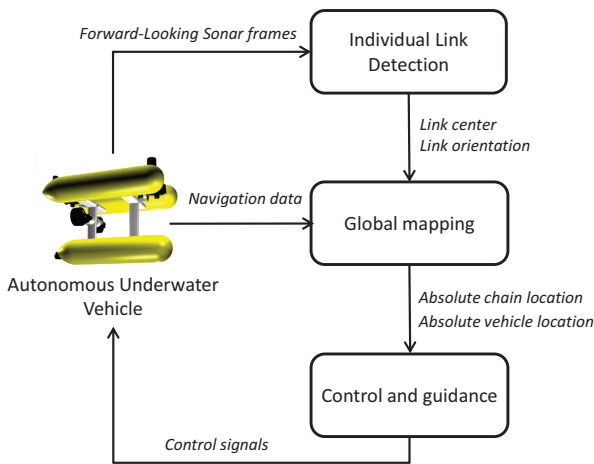 Forward-Looking Sonar frames
Individual Link
Detection
Link center
Link orientation
Navigation data
Global mapping
Autonomous Underwater
Vehicle
Absolute chain location
Absolute vehicle location
Control and guidance
Control signals